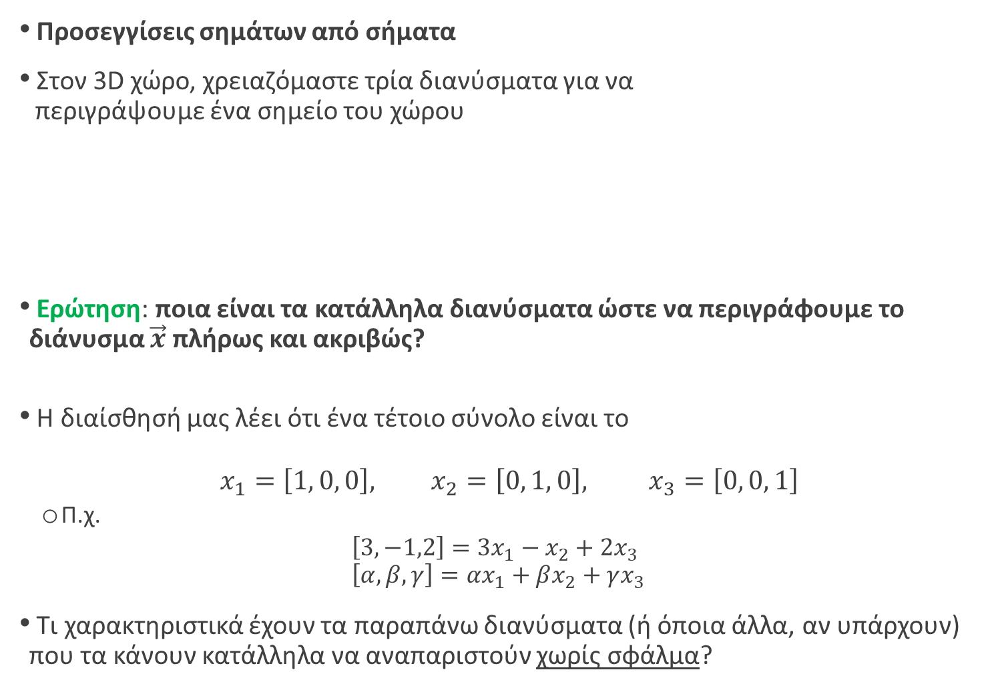 • Προσεγγίσεις σημάτων από σήματα
• Στον 3D χώρο, χρειαζόμαστε τρία διανύσματα για να
περιγράψουμε ένα σημείο του χώρου
• Ερώτηση: ποια είναι τα κατάλληλα διανύσματα ώστε να περιγράφουμε το
διάνυσμα $\vec{x}$ πλήρως και ακριβώς?
• Η διαίσθησή μας λέει ότι ένα τέτοιο σύνολο είναι το
$x_1 = [1, 0, 0], \quad x_2 = [0, 1, 0], \quad x_3 = [0, 0, 1]$
○ Π.χ.
$[3, -1,2] = 3x_1 - x_2 + 2x_3$
$[\alpha, \beta, \gamma] = \alpha x_1 + \beta x_2 + \gamma x_3$
• Τι χαρακτηριστικά έχουν τα παραπάνω διανύσματα (ή όποια άλλα, αν υπάρχουν)
που τα κάνουν κατάλληλα να αναπαριστούν χωρίς σφάλμα?